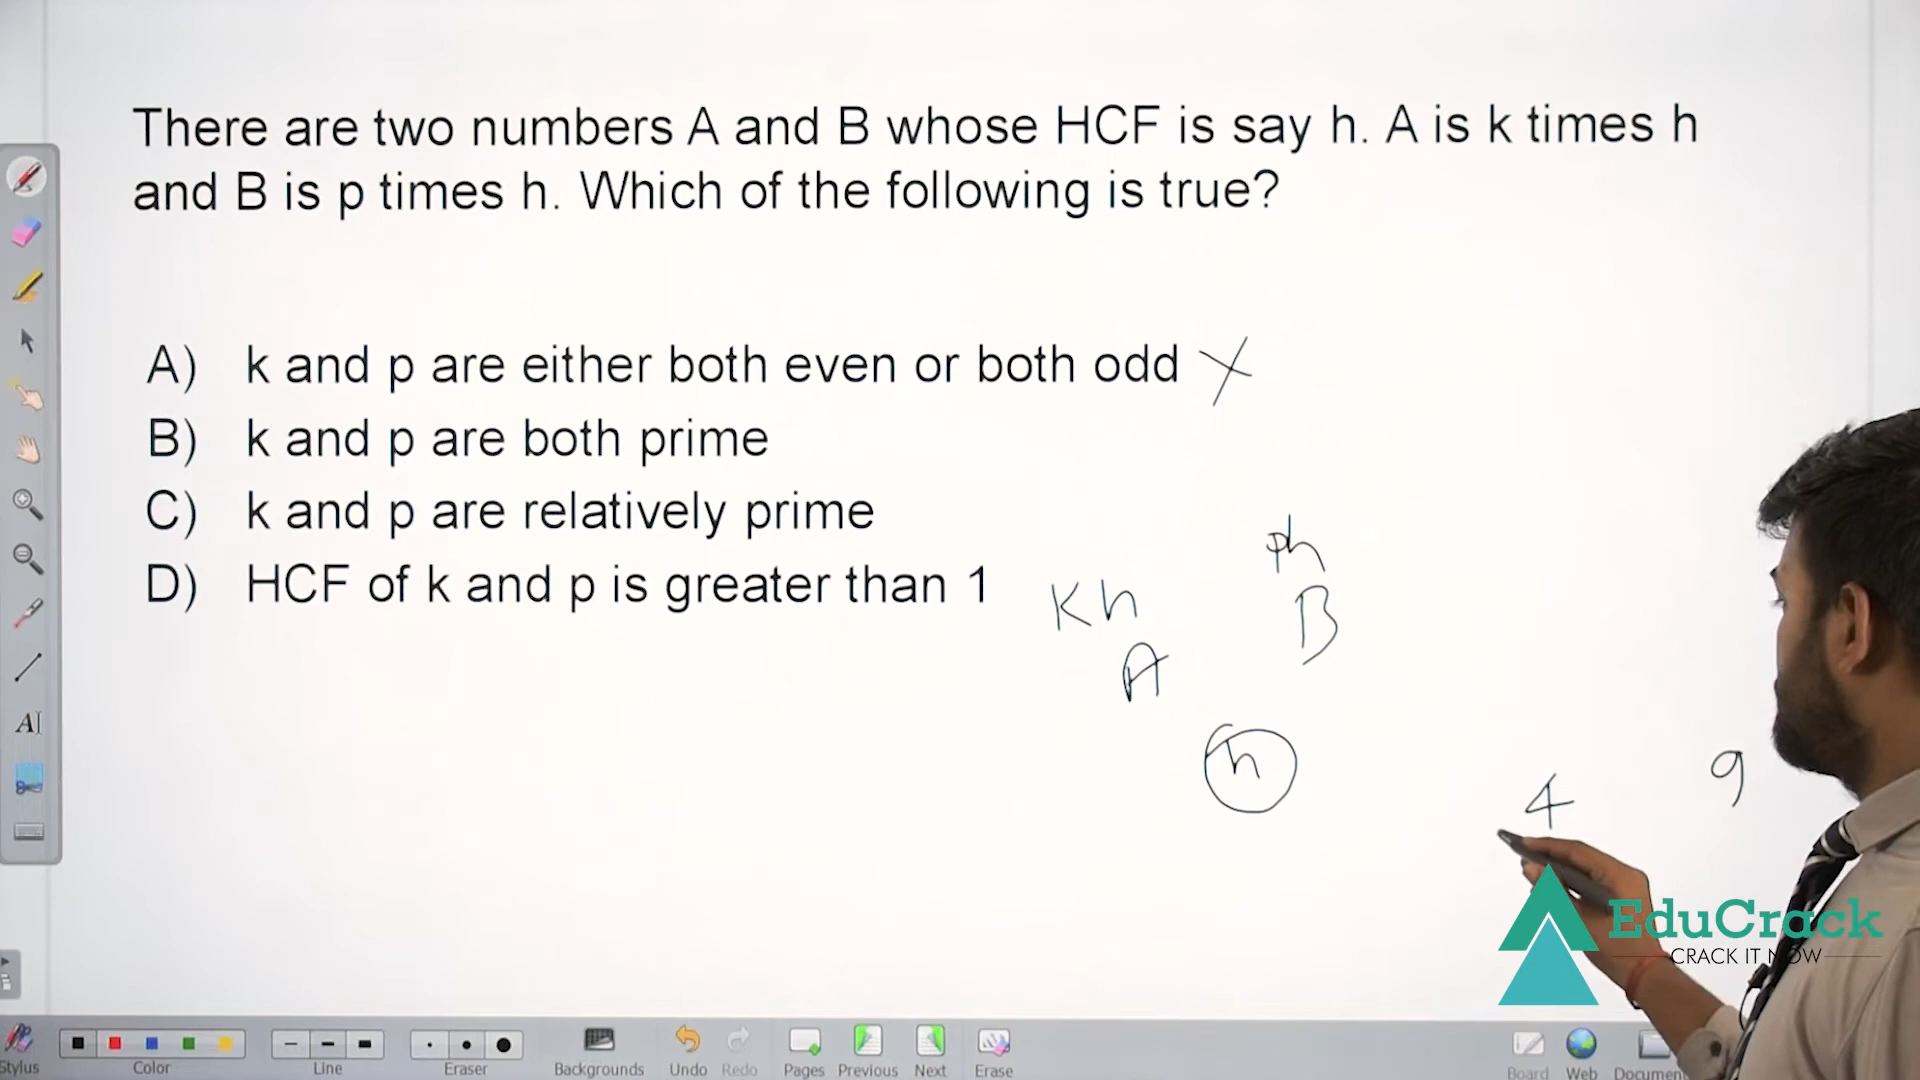 There are two numbers A and B whose HCF is say h. A is k times h
and B is p times h. Which of the following is true?
A) k and p are either both even or both odd X
B) k and p are both prime
C) k and p are relatively prime
D) HCF of k and p is greater than 1
ph
Kh
B
A
h
4 9
EduCrack
CRACK IT NOW
AI
Stylus Color Line Eraser Backgrounds Undo Redo Pages Previous Next Erase Board Web